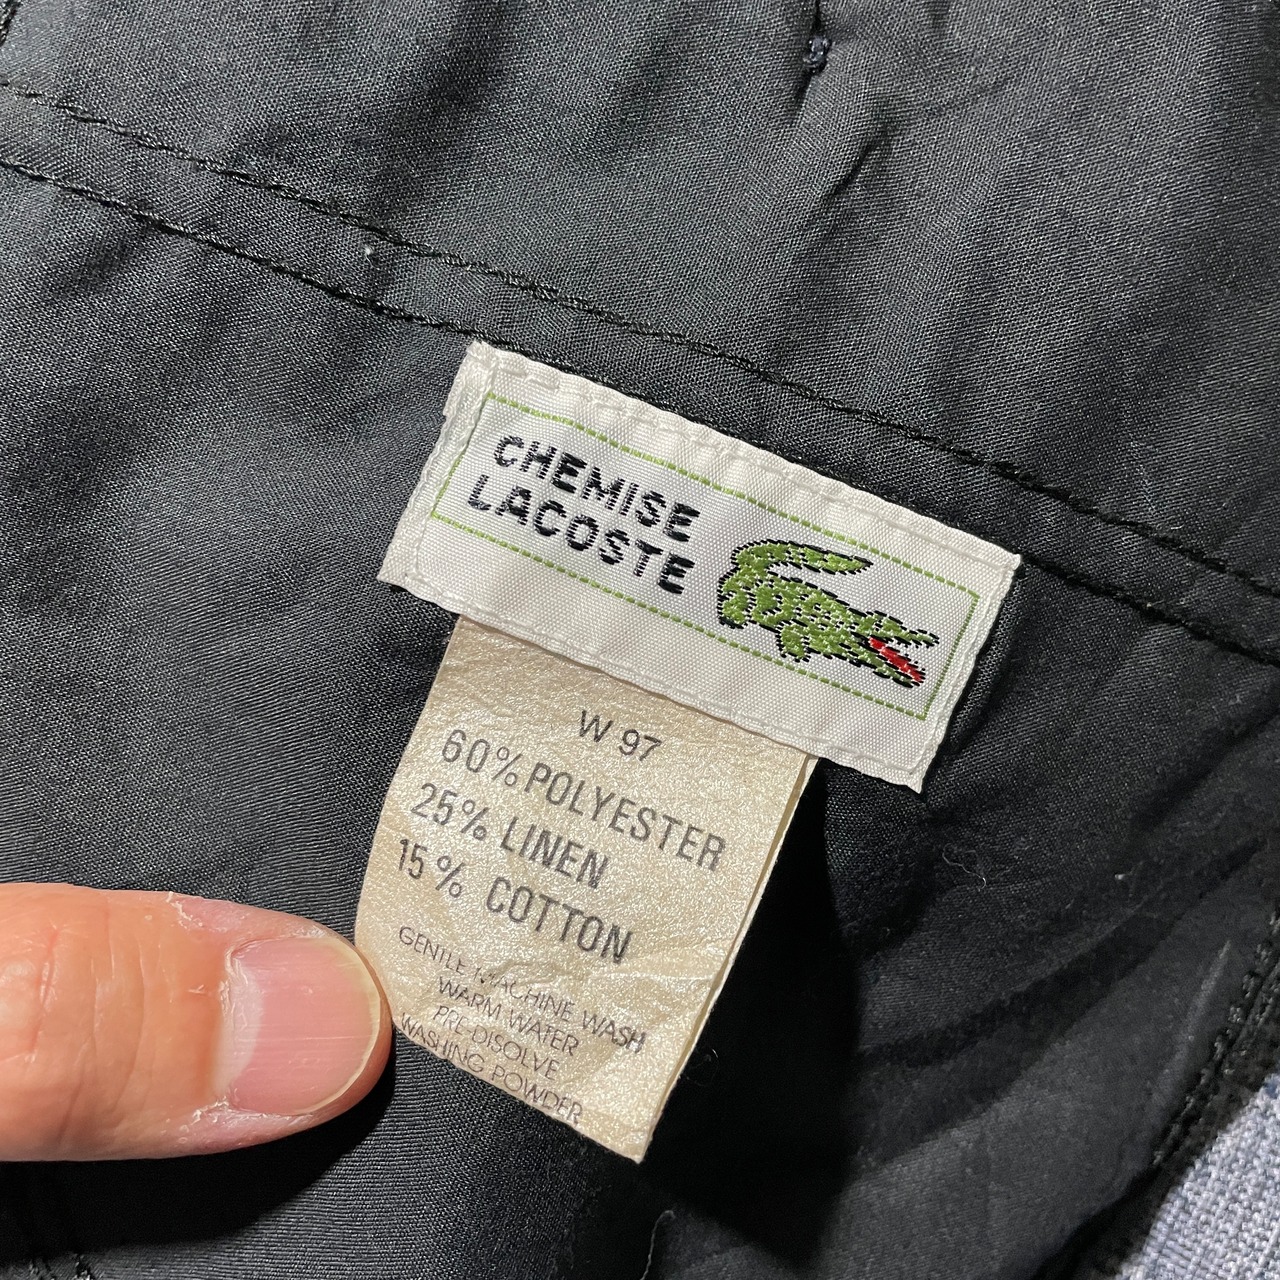 CHEMISE
LACOSTE
W 97
60% POLYESTER
25% LINEN
15% COTTON
GENTLE MACHINE WASH
WARM WATER
PRE-DISOLVE
WASHING POWDER